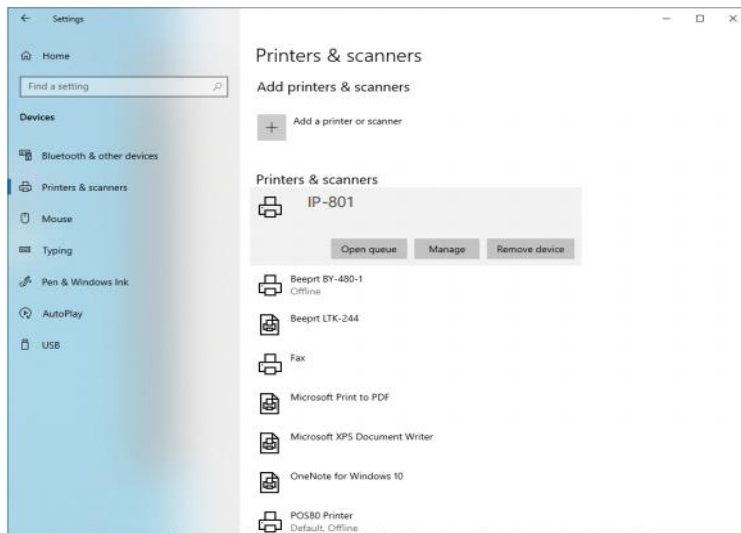 Settings
Home
Find a setting
Devices
Bluetooth & other devices
Printers & scanners
Mouse
Typing
Pen & Windows Ink
AutoPlay
USB
Printers & scanners
Add printers & scanners
Add a printer or scanner
Printers & scanners
IP-801
Open queue Manage Remove device
Beeprt BY-480-1
Offline
Beeprt LTK-244
Fax
Microsoft Print to PDF
Microsoft XPS Document Writer
OneNote for Windows 10
POS80 Printer
Default, Offline